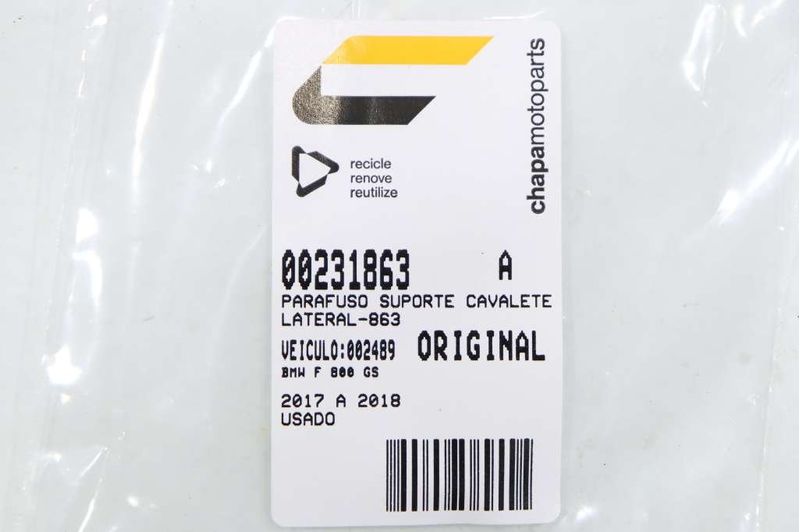 chapamotoparts
recicle
renove
reutilize
00231863 A
PARAFUSO SUPORTE CAVALETE
LATERAL-863
VEICULO:002489 ORIGINAL
BMW F 800 GS
2017 A 2018
USADO